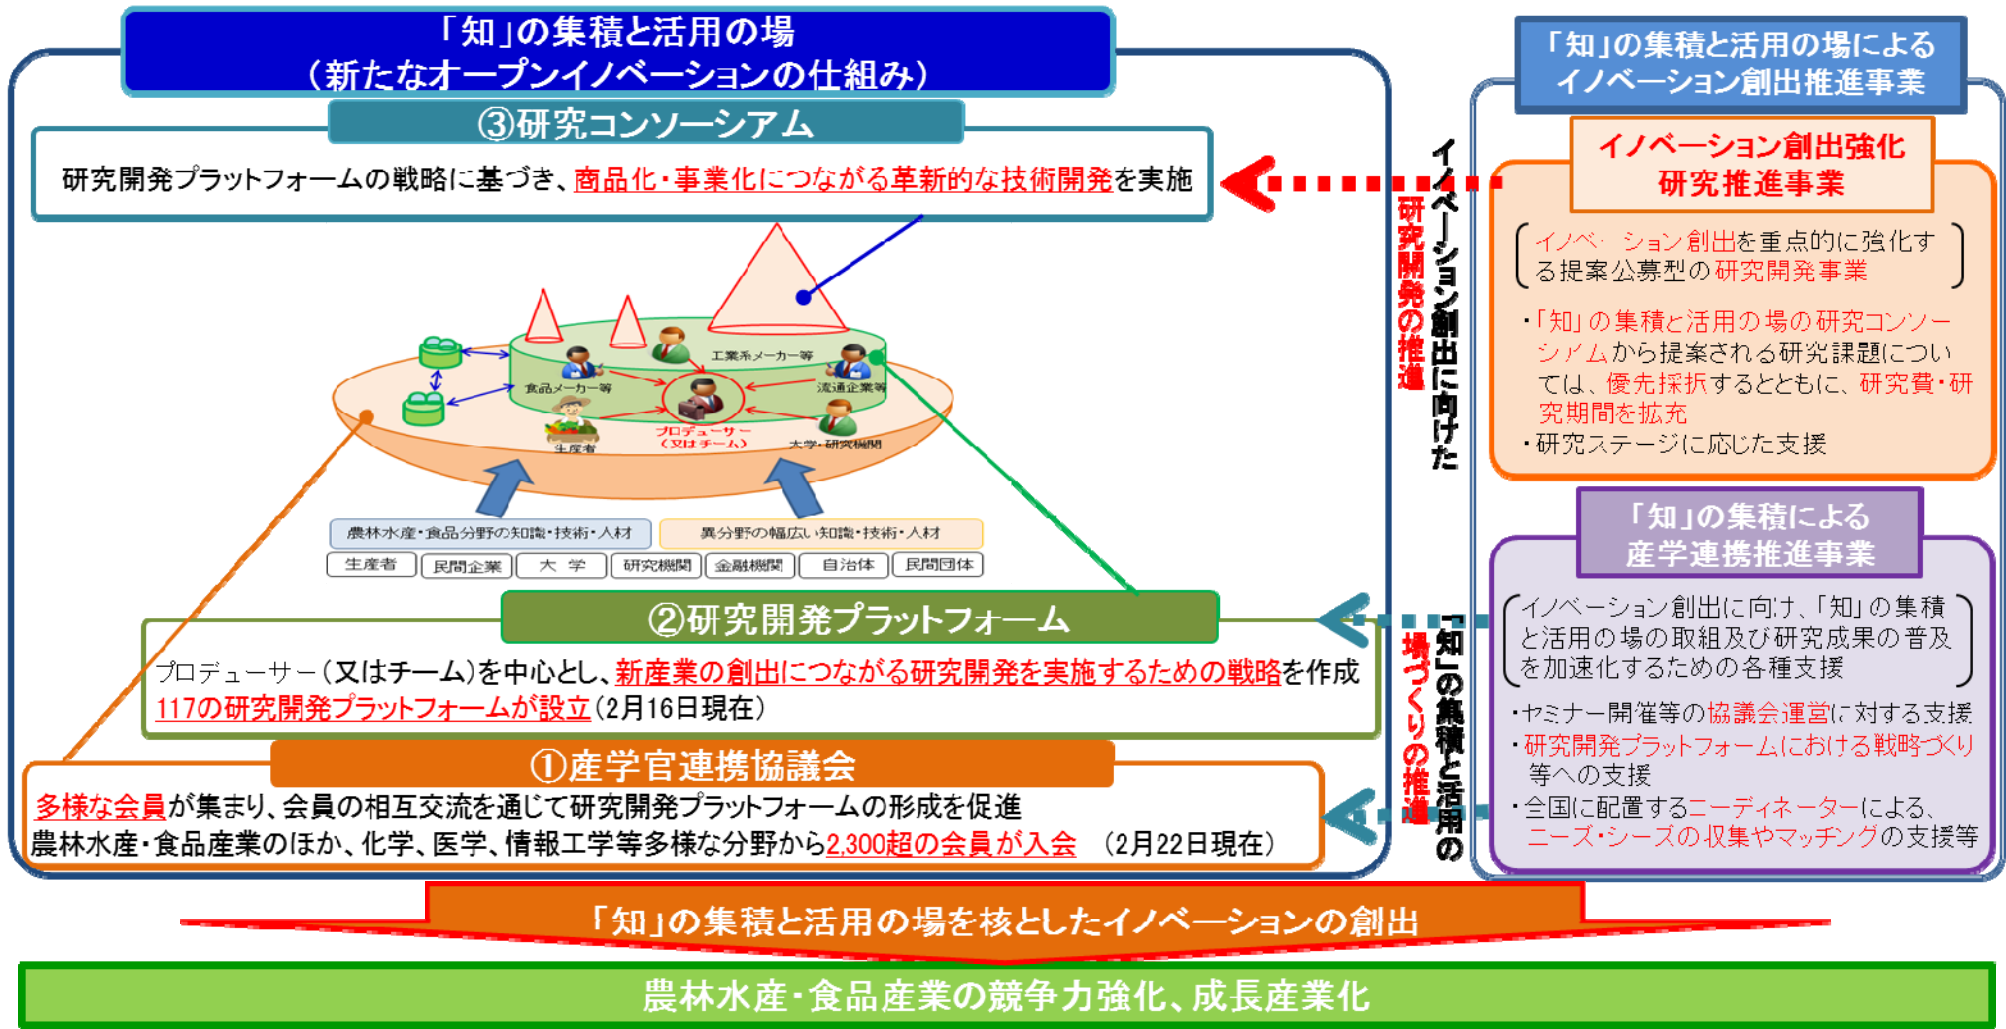 「知」の集積と活用の場
（新たなオープンイノベーションの仕組み）
③研究コンソーシアム
研究開発プラットフォームの戦略に基づき、商品化・事業化につながる革新的な技術開発を実施
工業系メーカー等
食品メーカー等
流通企業等
プロデューサー
（又はチーム）
生産者
大学・研究機関
農林水産・食品分野の知識・技術・人材
異分野の幅広い知識・技術・人材
生産者
民間企業
大 学
研究機関
金融機関
自治体
民間団体
②研究開発プラットフォーム
プロデューサー（又はチーム）を中心とし、新産業の創出につながる研究開発を実施するための戦略を作成
117の研究開発プラットフォームが設立（2月16日現在）
①産学官連携協議会
多様な会員が集まり、会員の相互交流を通じて研究開発プラットフォームの形成を促進
農林水産・食品産業のほか、化学、医学、情報工学等多様な分野から2,300超の会員が入会　（2月22日現在）
イノベーション創出に向けた
研究開発の推進
「知」の集積と活用の
場づくりの推進
「知」の集積と活用の場による
イノベーション創出推進事業
イノベーション創出強化
研究推進事業
イノベーション創出を重点的に強化す
る提案公募型の研究開発事業
・「知」の集積と活用の場の研究コンソー
シアムから提案される研究課題につい
ては、優先採択するとともに、研究費・研
究期間を拡充
・研究ステージに応じた支援
「知」の集積による
産学連携推進事業
イノベーション創出に向け、「知」の集積
と活用の場の取組及び研究成果の普及
を加速化するための各種支援
・セミナー開催等の協議会運営に対する支援
・研究開発プラットフォームにおける戦略づくり
等への支援
・全国に配置するコーディネーターによる、
ニーズ・シーズの収集やマッチングの支援等
「知」の集積と活用の場を核としたイノベーションの創出
農林水産・食品産業の競争力強化、成長産業化